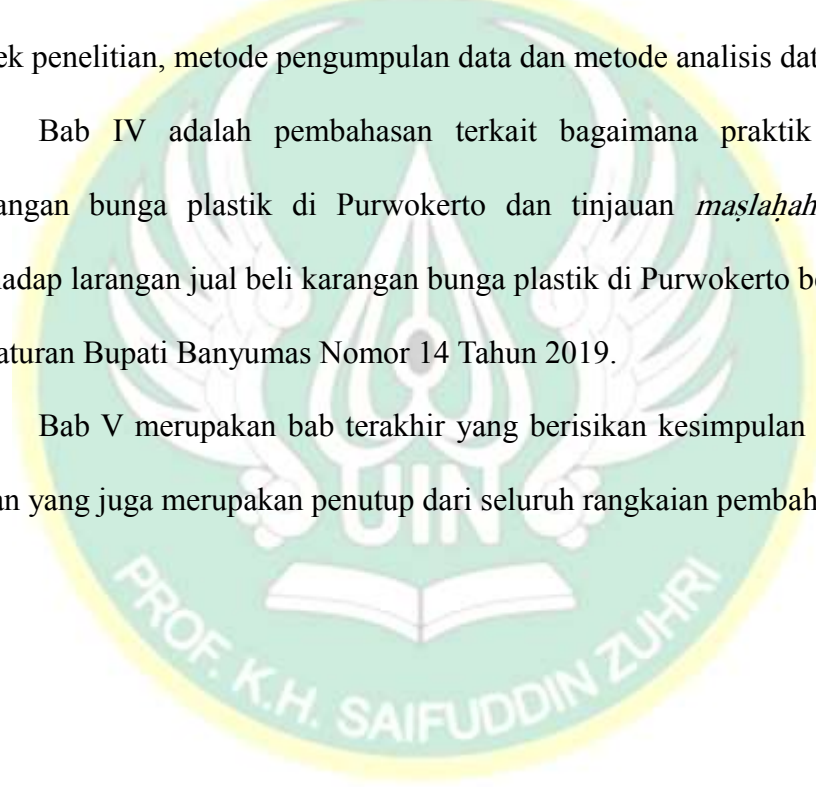 ek penelitian, metode pengumpulan data dan metode analisis dat
Bab IV adalah pembahasan terkait bagaimana praktik
angan bunga plastik di Purwokerto dan tinjauan maṣlaḥah
adap larangan jual beli karangan bunga plastik di Purwokerto be
aturan Bupati Banyumas Nomor 14 Tahun 2019.
Bab V merupakan bab terakhir yang berisikan kesimpulan
an yang juga merupakan penutup dari seluruh rangkaian pembah
UIN
PROF. K.H. SAIFUDDIN ZUHRI